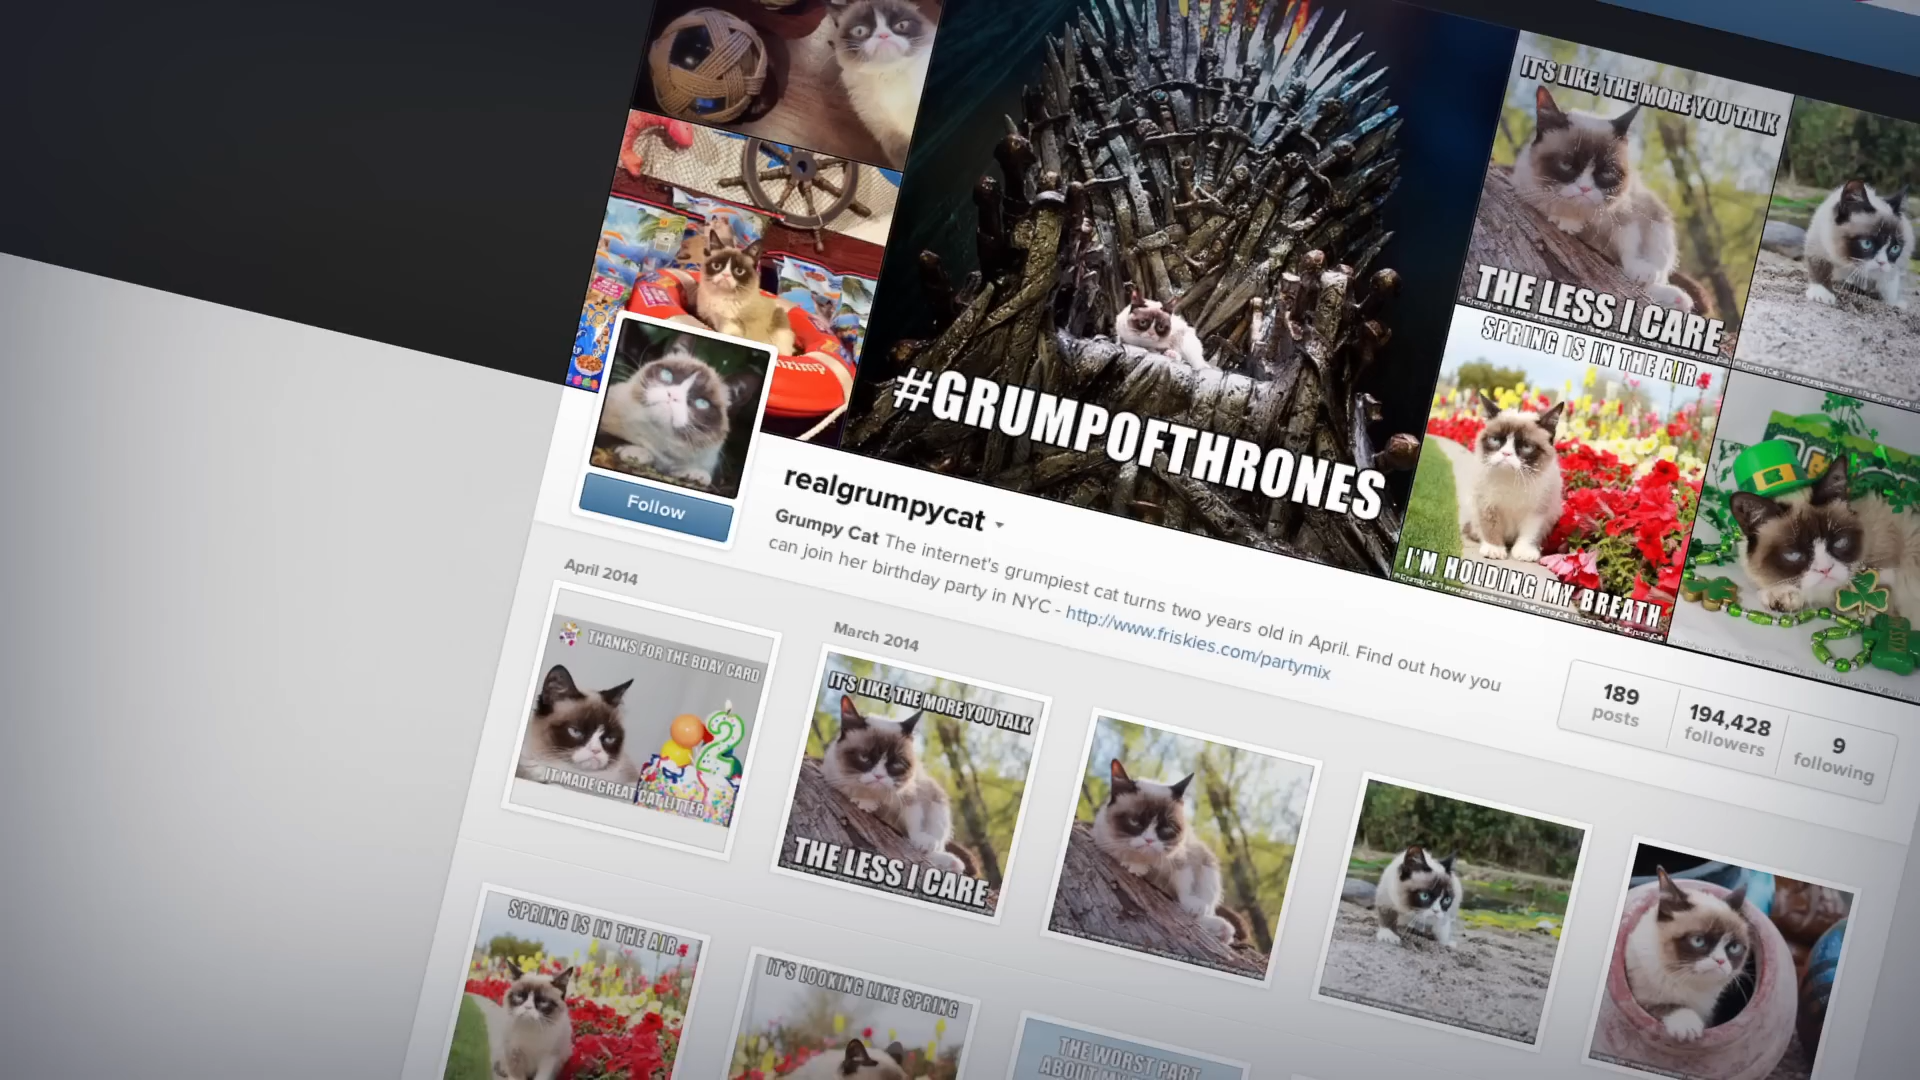 IT'S LIKE, THE MORE YOU TALK
THE LESS I CARE
SPRING IS IN THE AIR
I'M HOLDING MY BREATH
#GRUMPOFTHRONES
Follow
realgrumpycat
Grumpy Cat The internet's grumpiest cat turns two years old in April. Find out how you
can join her birthday party in NYC - http://www.friskies.com/partymix
189
posts
194,428
followers
9
following
April 2014
March 2014
THANKS FOR THE BDAY CARD
IT MADE GREAT CAT LITTER
IT'S LIKE, THE MORE YOU TALK
THE LESS I CARE
SPRING IS IN THE AIR
IT'S LOOKING LIKE SPRING
THE WORST PART
ABOUT MY